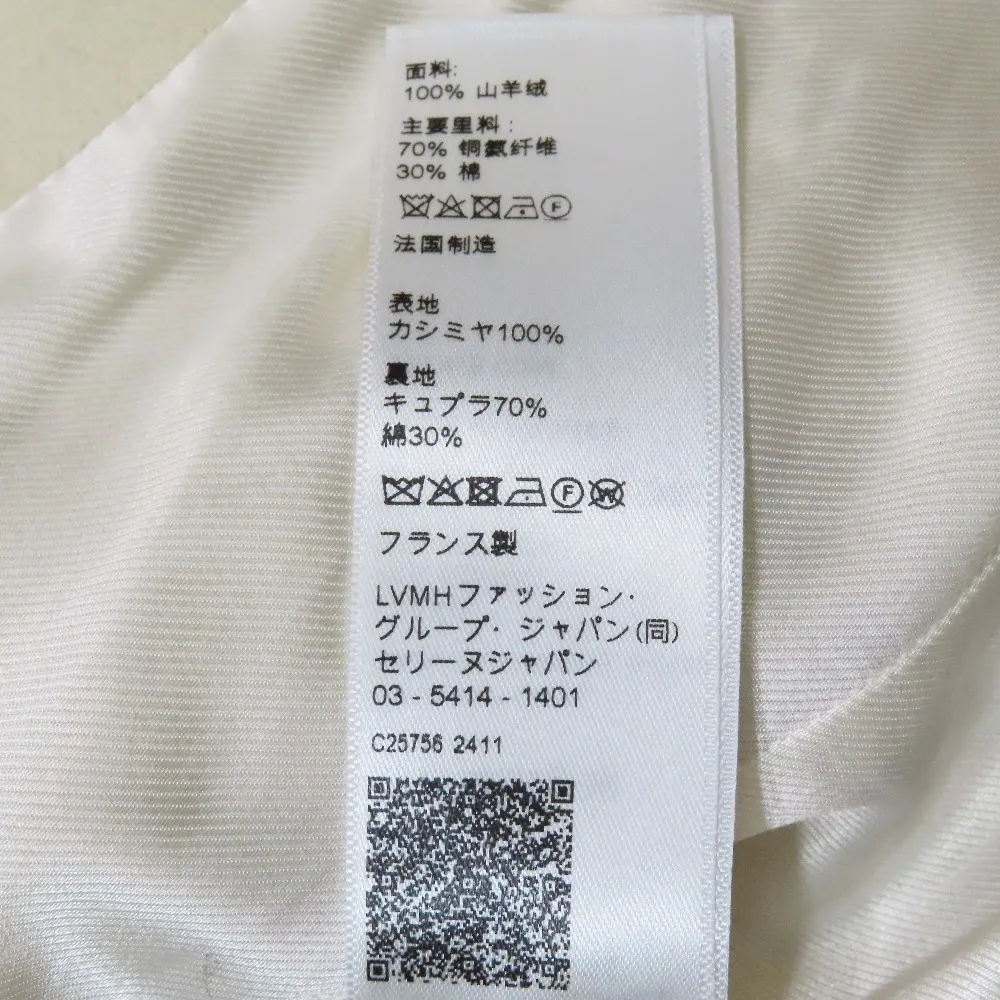 面料:
100% 山羊绒
主要里料:
70% 铜氨纤维
30% 棉
F
法国制造
表地
カシミヤ100%
裏地
キュプラ70%
綿30%
F W
フランス製
LVMHファッション・
グループ・ジャパン(同)
セリーヌジャパン
03 - 5414 - 1401
C25756 2411